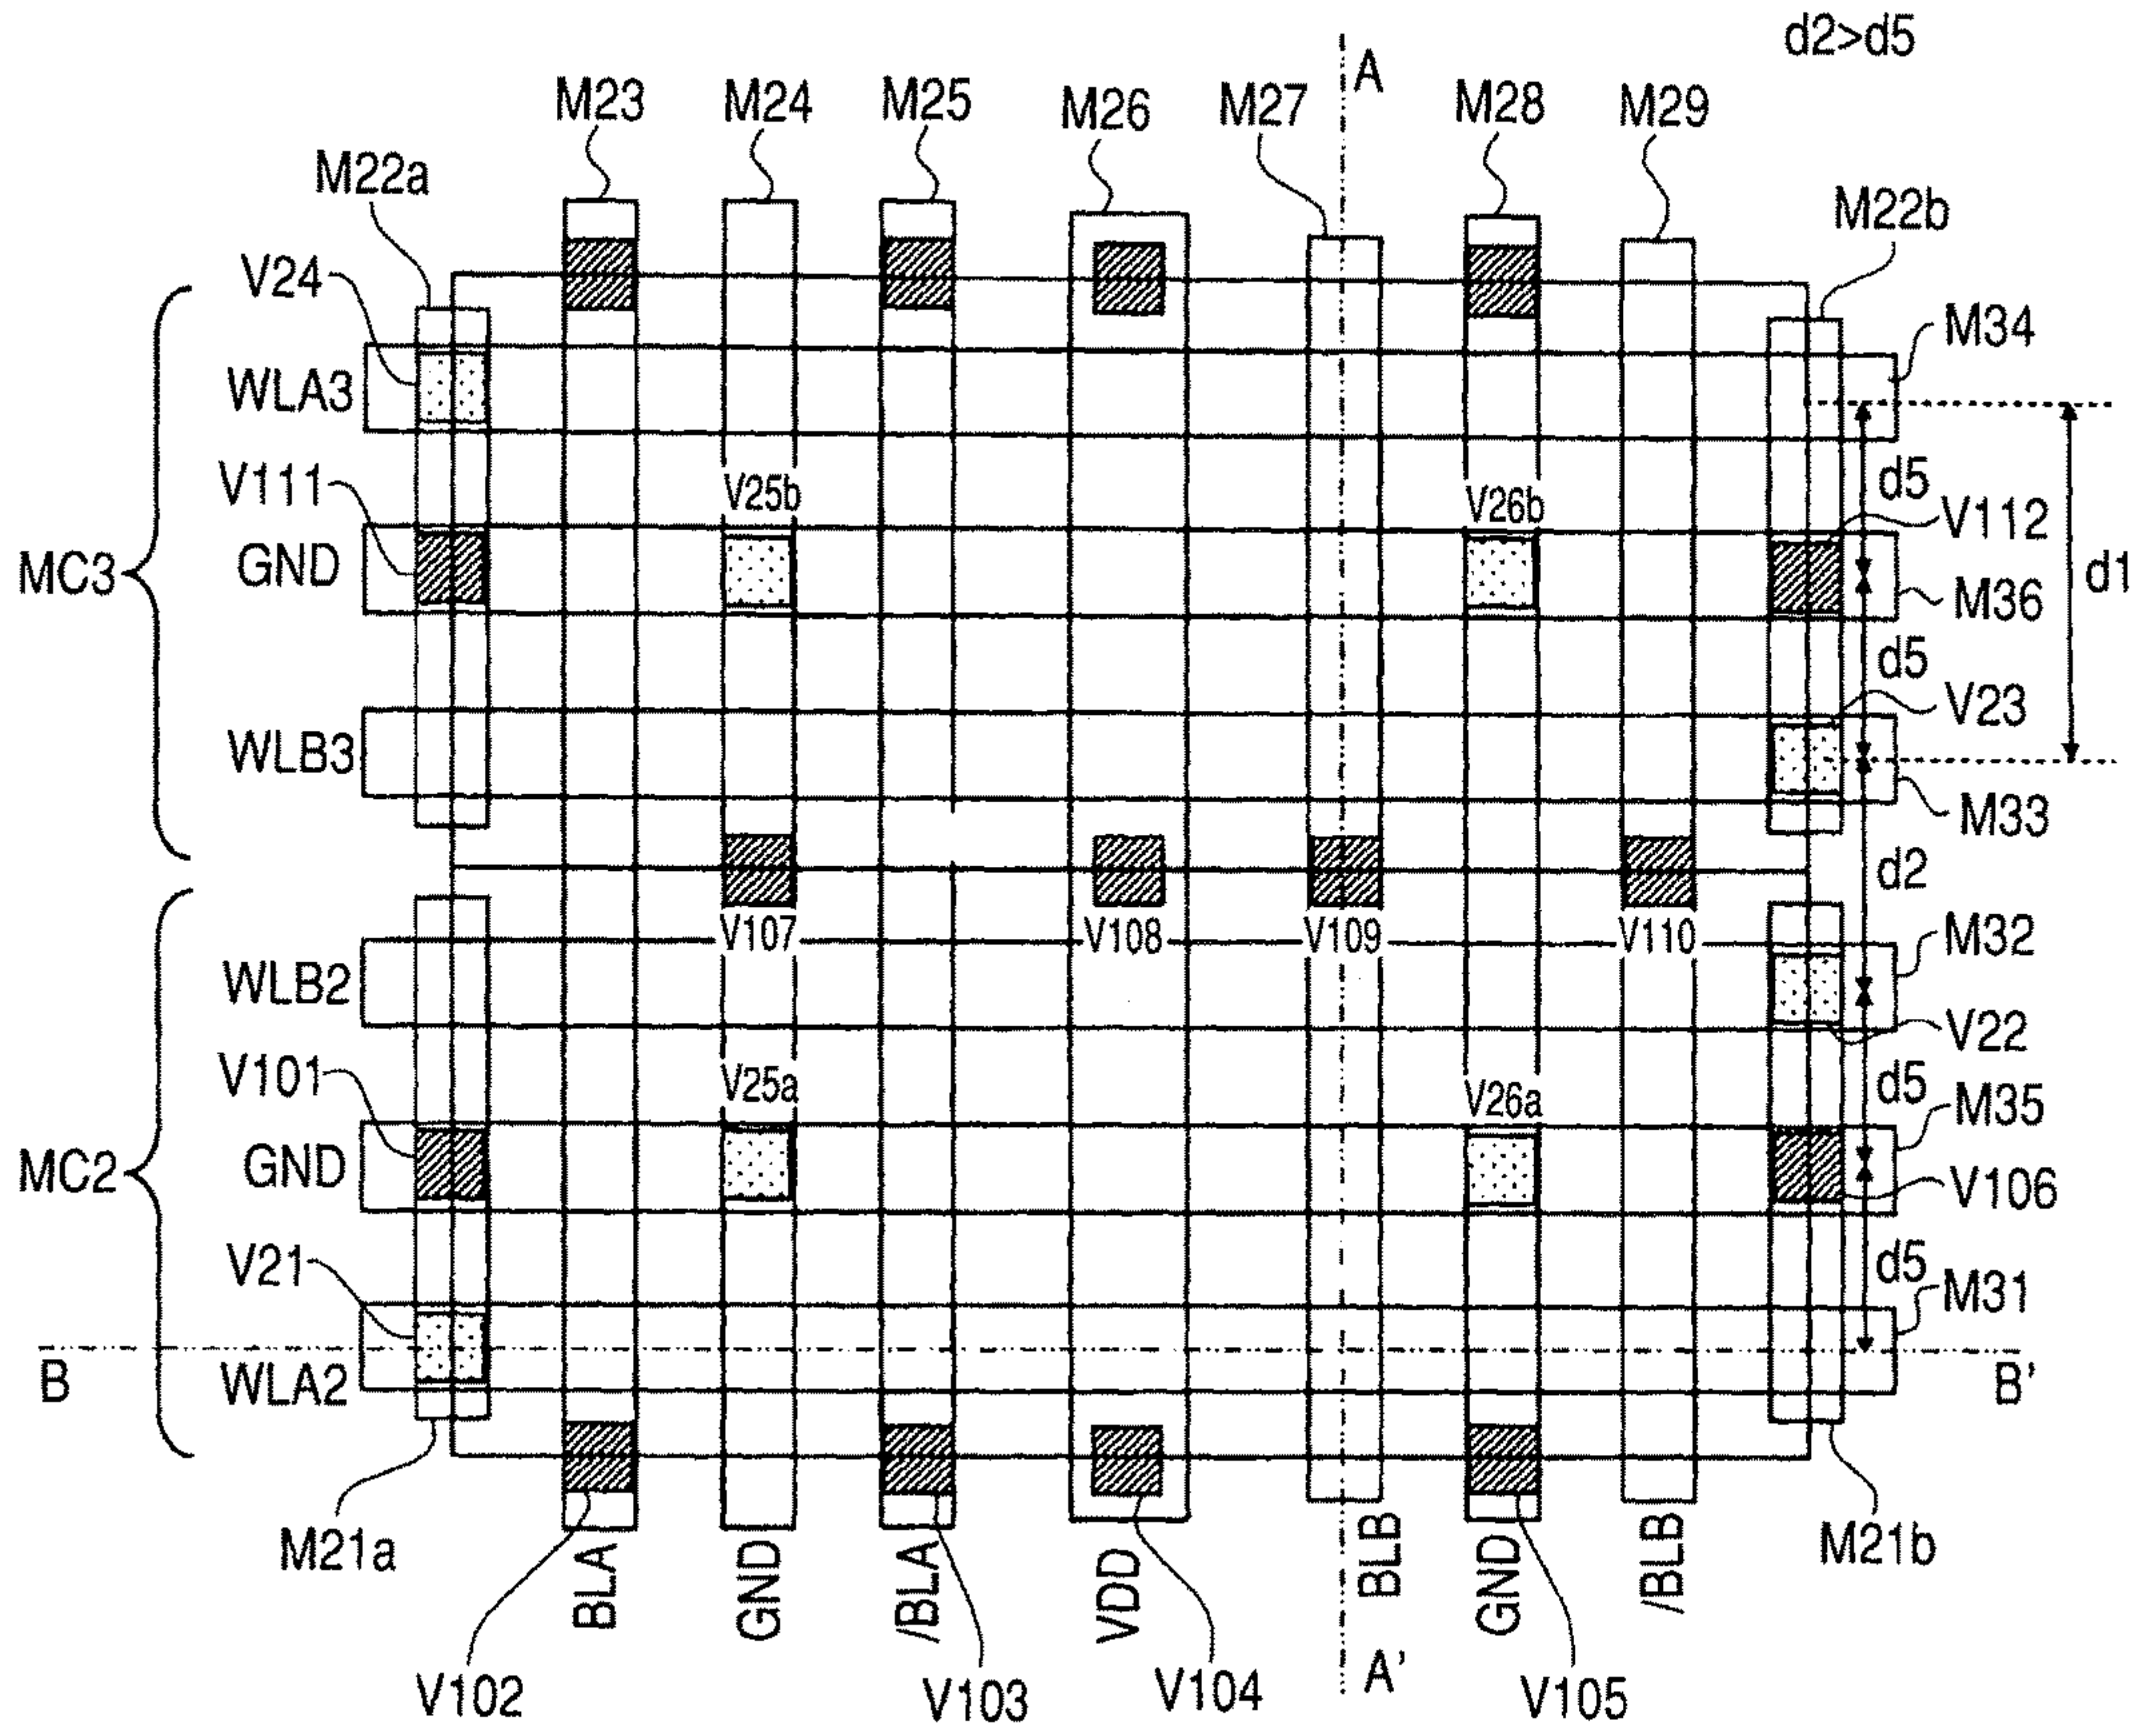 d2>d5
A
M23
M24
M25
M26
M27
M28
M29
M22a
M22b
V24
M34
WLA3
d5
V111
V25b
V26b
V112
MC3
GND
d1
M36
d5
V23
WLB3
M33
d2
V107
V108
V109
V110
M32
WLB2
V22
V101
V25a
V26a
d5
M35
MC2
GND
V106
V21
d5
M31
B
WLA2
B'
M21a
BLA
GND
/BLA
VDD
BLB
GND
/BLB
M21b
V102
V103
V104
A'
V105